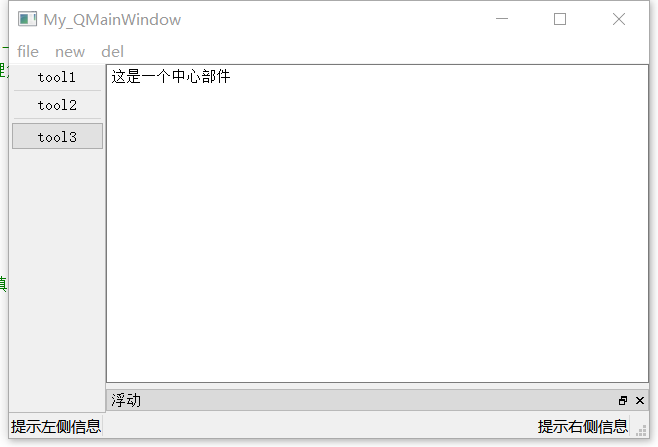 My_QMainWindow
file new del
tool1
tool2
tool3
这是一个中心部件
浮动
提示左侧信息
提示右侧信息